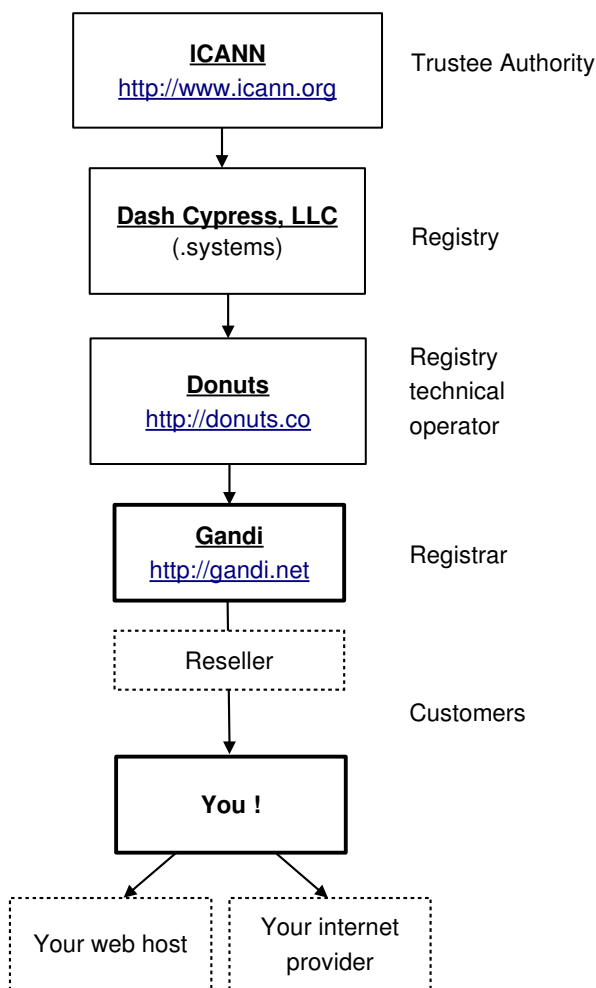 ICANN
http://www.icann.org
Trustee Authority
Dash Cypress, LLC
(.systems)
Registry
Donuts
http://donuts.co
Registry
technical
operator
Gandi
http://gandi.net
Registrar
Reseller
Customers
You !
Your web host
Your internet
provider